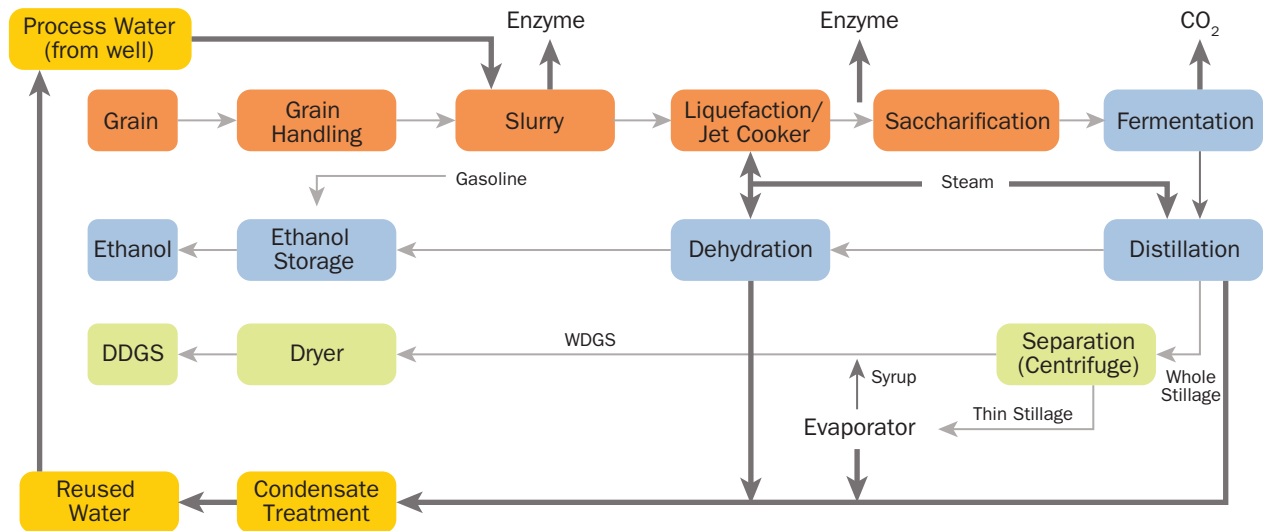 Process Water
(from well)
Enzyme
Enzyme
CO₂
Grain
Grain
Handling
Slurry
Liquefaction/
Jet Cooker
Saccharification
Fermentation
Gasoline
Steam
Ethanol
Ethanol
Storage
Dehydration
Distillation
DDGS
Dryer
WDGS
Separation
(Centrifuge)
Syrup
Whole
Stillage
Thin Stillage
Evaporator
Reused
Water
Condensate
Treatment